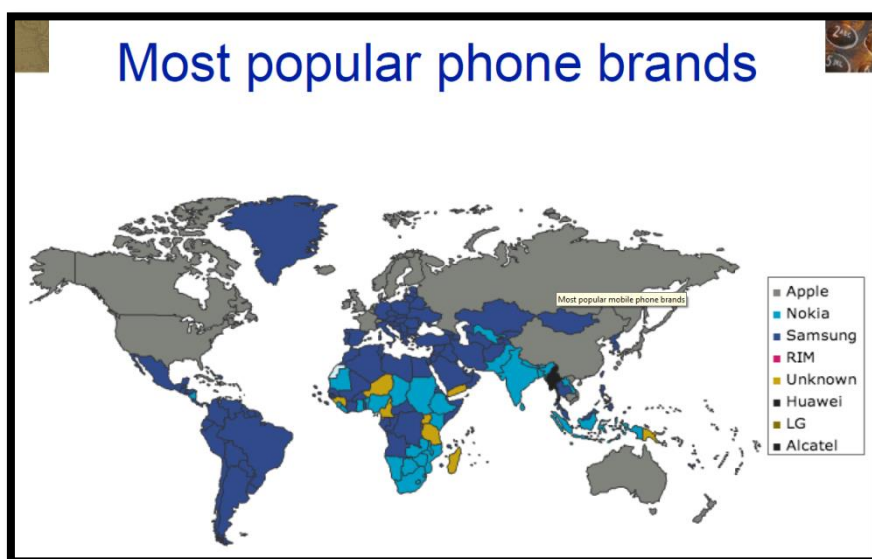 Most popular phone brands
Most popular mobile phone brands
Apple
Nokia
Samsung
RIM
Unknown
Huawei
LG
Alcatel